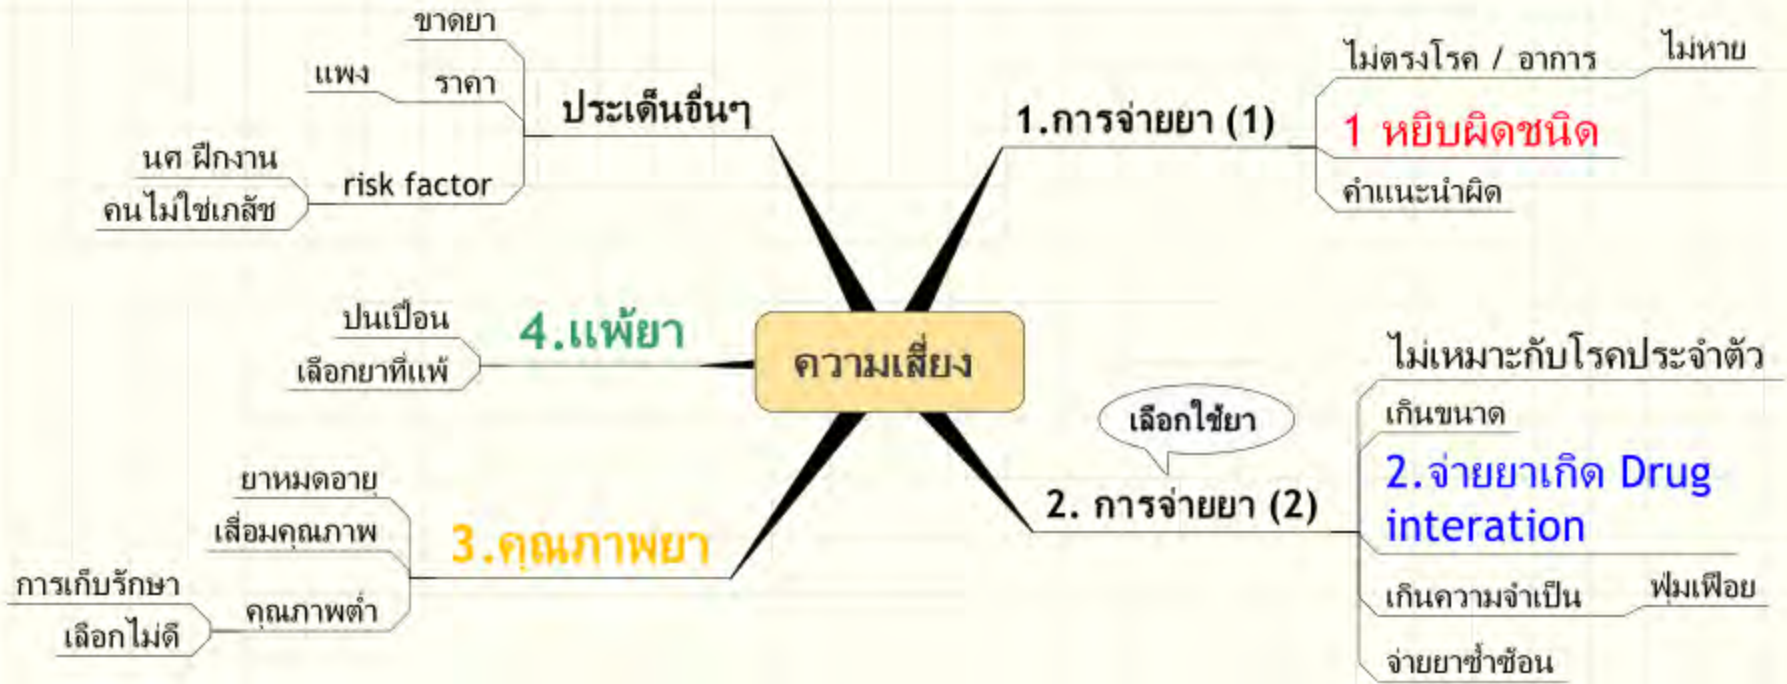 ความเสี่ยง
1.การจ่ายยา (1)
ไม่ตรงโรค / อาการ
ไม่หาย
1 หยิบผิดชนิด
คำแนะนำผิด
เลือกใช้ยา
2. การจ่ายยา (2)
ไม่เหมาะกับโรคประจำตัว
เกินขนาด
2.จ่ายยาเกิด Drug
interation
เกินความจำเป็น
ฟุ่มเฟือย
จ่ายยาซ้ำซ้อน
3.คุณภาพยา
ยาหมดอายุ
เสื่อมคุณภาพ
คุณภาพต่ำ
การเก็บรักษา
เลือกไม่ดี
4.แพ้ยา
ปนเปื้อน
เลือกยาที่แพ้
ประเด็นอื่นๆ
ขาดยา
ราคา
แพง
risk factor
นศ ฝึกงาน
คนไม่ใช่เภสัช